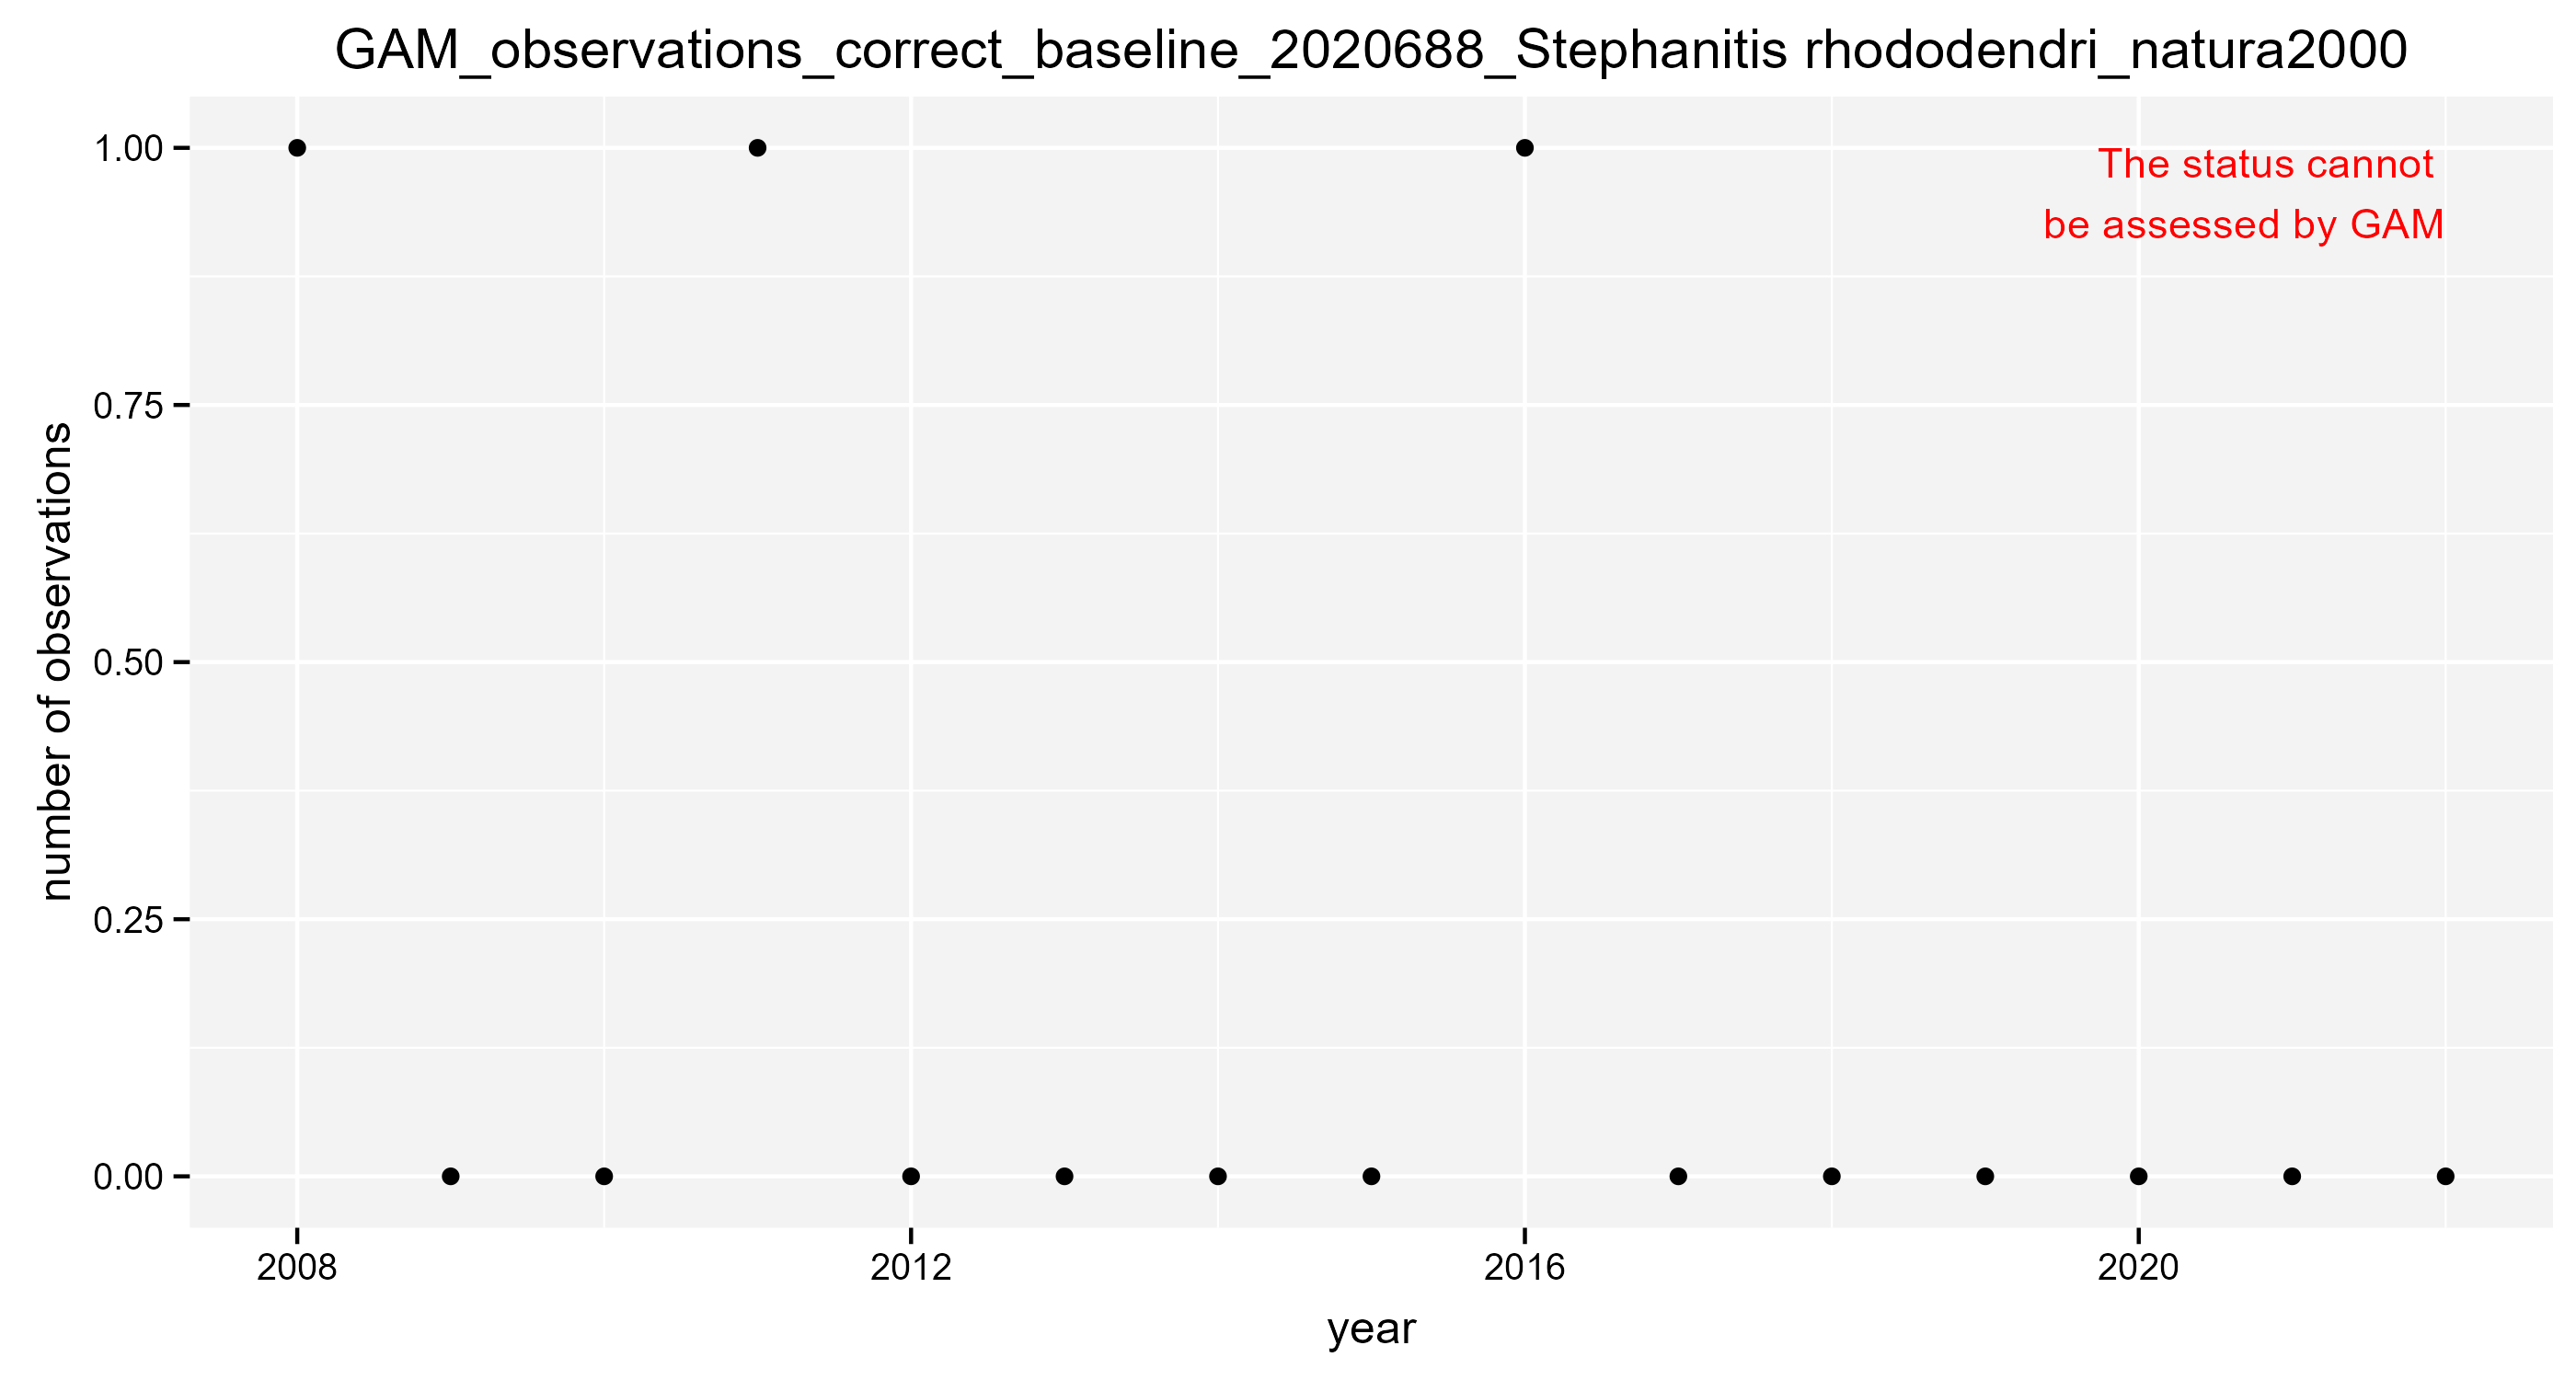 GAM_observations_correct_baseline_2020688_Stephanitis rhododendri_natura2000
The status cannot
be assessed by GAM
number of observations
1.00
0.75
0.50
0.25
0.00
2008
2012
2016
2020
year